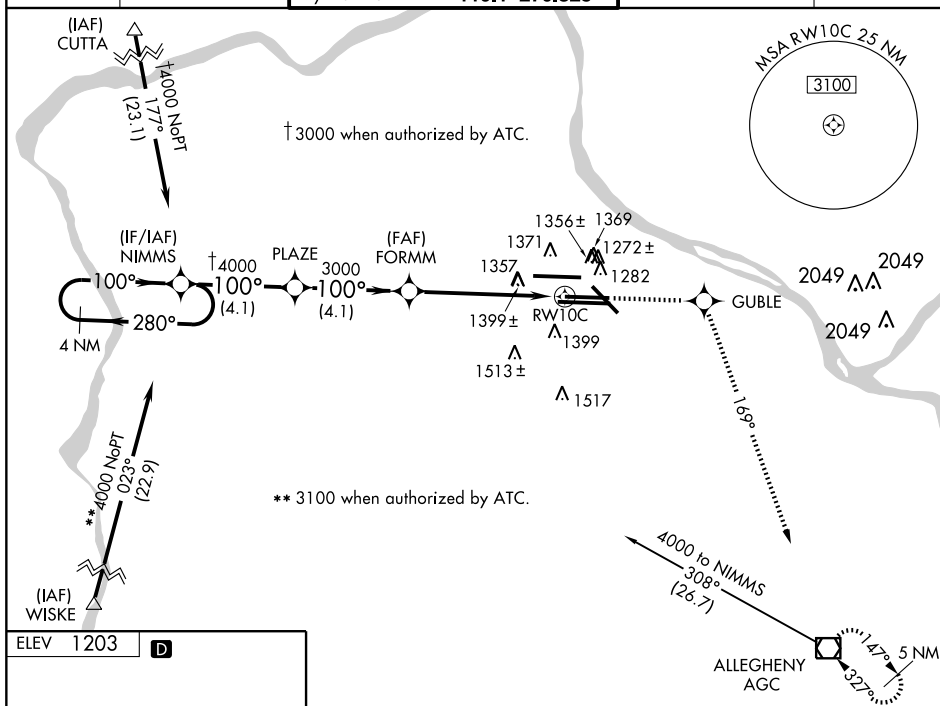 (IAF)
CUTTA
†4000 NoPT
177°
(23.1)
†3000 when authorized by ATC.
MSA RW10C 25 NM
3100
(IF/IAF)
NIMMS
100°
280°
4 NM
†4000
100°
(4.1)
PLAZE
3000
100°
(4.1)
(FAF)
FORMM
1356± 1369
1371
1272±
1357
1282
1399±
RW10C
1399
1513±
1517
GUBLE
2049
2049
2049
169°
** 4000 NoPT
023°
(22.9)
** 3100 when authorized by ATC.
(IAF)
WISKE
4000 to NIMMS
308°
(26.7)
ALLEGHENY
AGC
147°
327°
5 NM
ELEV 1203 D